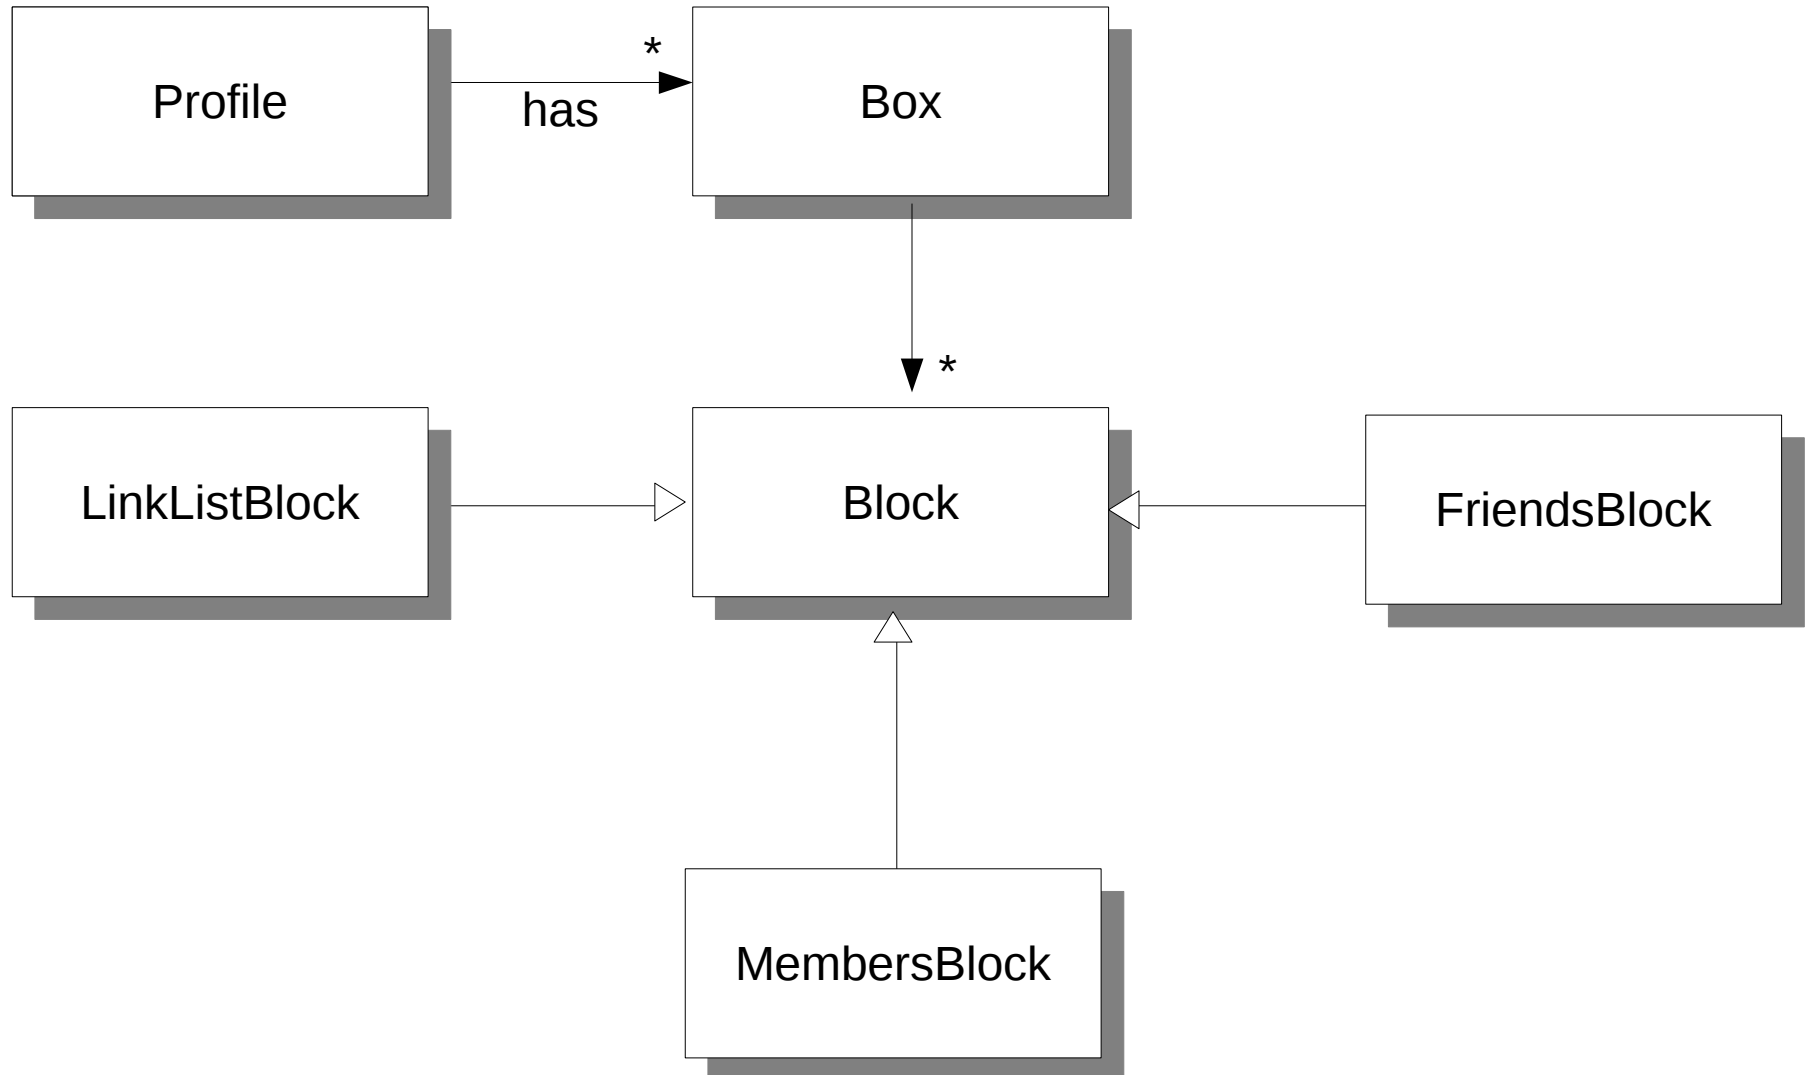 Profile
*
has
Box
*
LinkListBlock
Block
FriendsBlock
MembersBlock